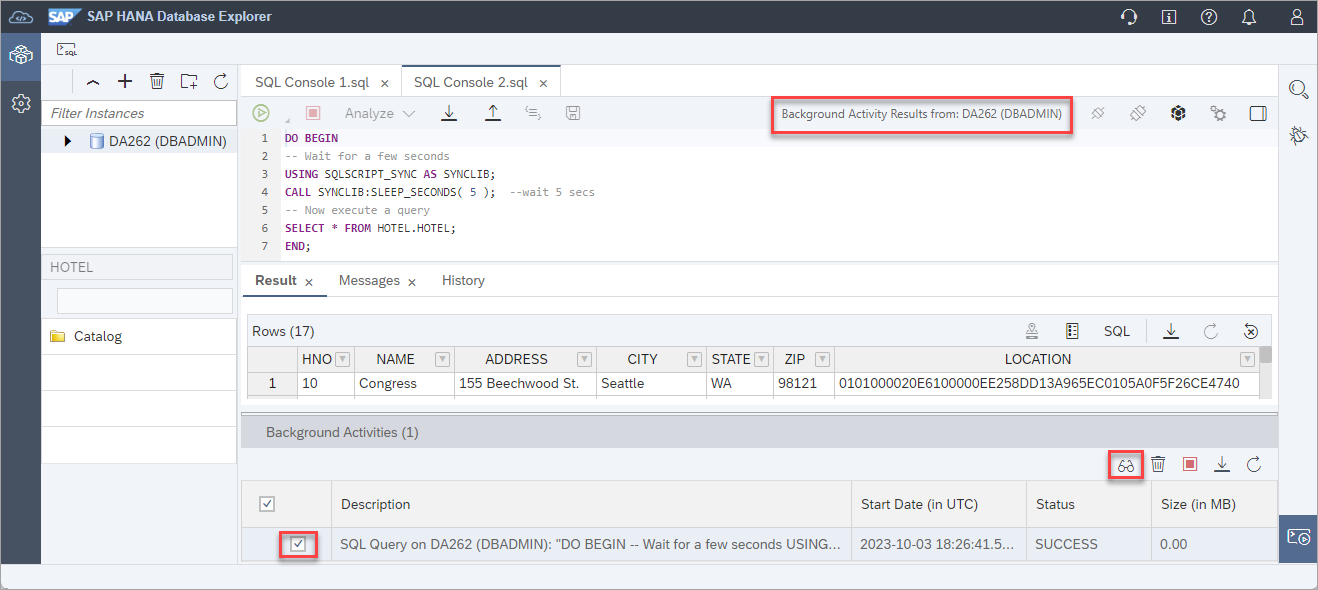 SAP SAP HANA Database Explorer
SQL
Filter Instances
DA262 (DBADMIN)
HOTEL
Catalog
SQL Console 1.sql ×
SQL Console 2.sql ×
Analyze
Background Activity Results from: DA262 (DBADMIN)
1 DO BEGIN
2 -- Wait for a few seconds
3 USING SQLSCRIPT_SYNC AS SYNCLIB;
4 CALL SYNCLIB:SLEEP_SECONDS( 5 );  --wait 5 secs
5 -- Now execute a query
6 SELECT * FROM HOTEL.HOTEL;
7 END;
Result × Messages × History
Rows (17) SQL
HNO NAME ADDRESS CITY STATE ZIP LOCATION
1 10 Congress 155 Beechwood St. Seattle WA 98121 0101000020E6100000EE258DD13A965EC0105A0F5F26CE4740
Background Activities (1)
Description Start Date (in UTC) Status Size (in MB)
SQL Query on DA262 (DBADMIN): "DO BEGIN -- Wait for a few seconds USING... 2023-10-03 18:26:41.5... SUCCESS 0.00